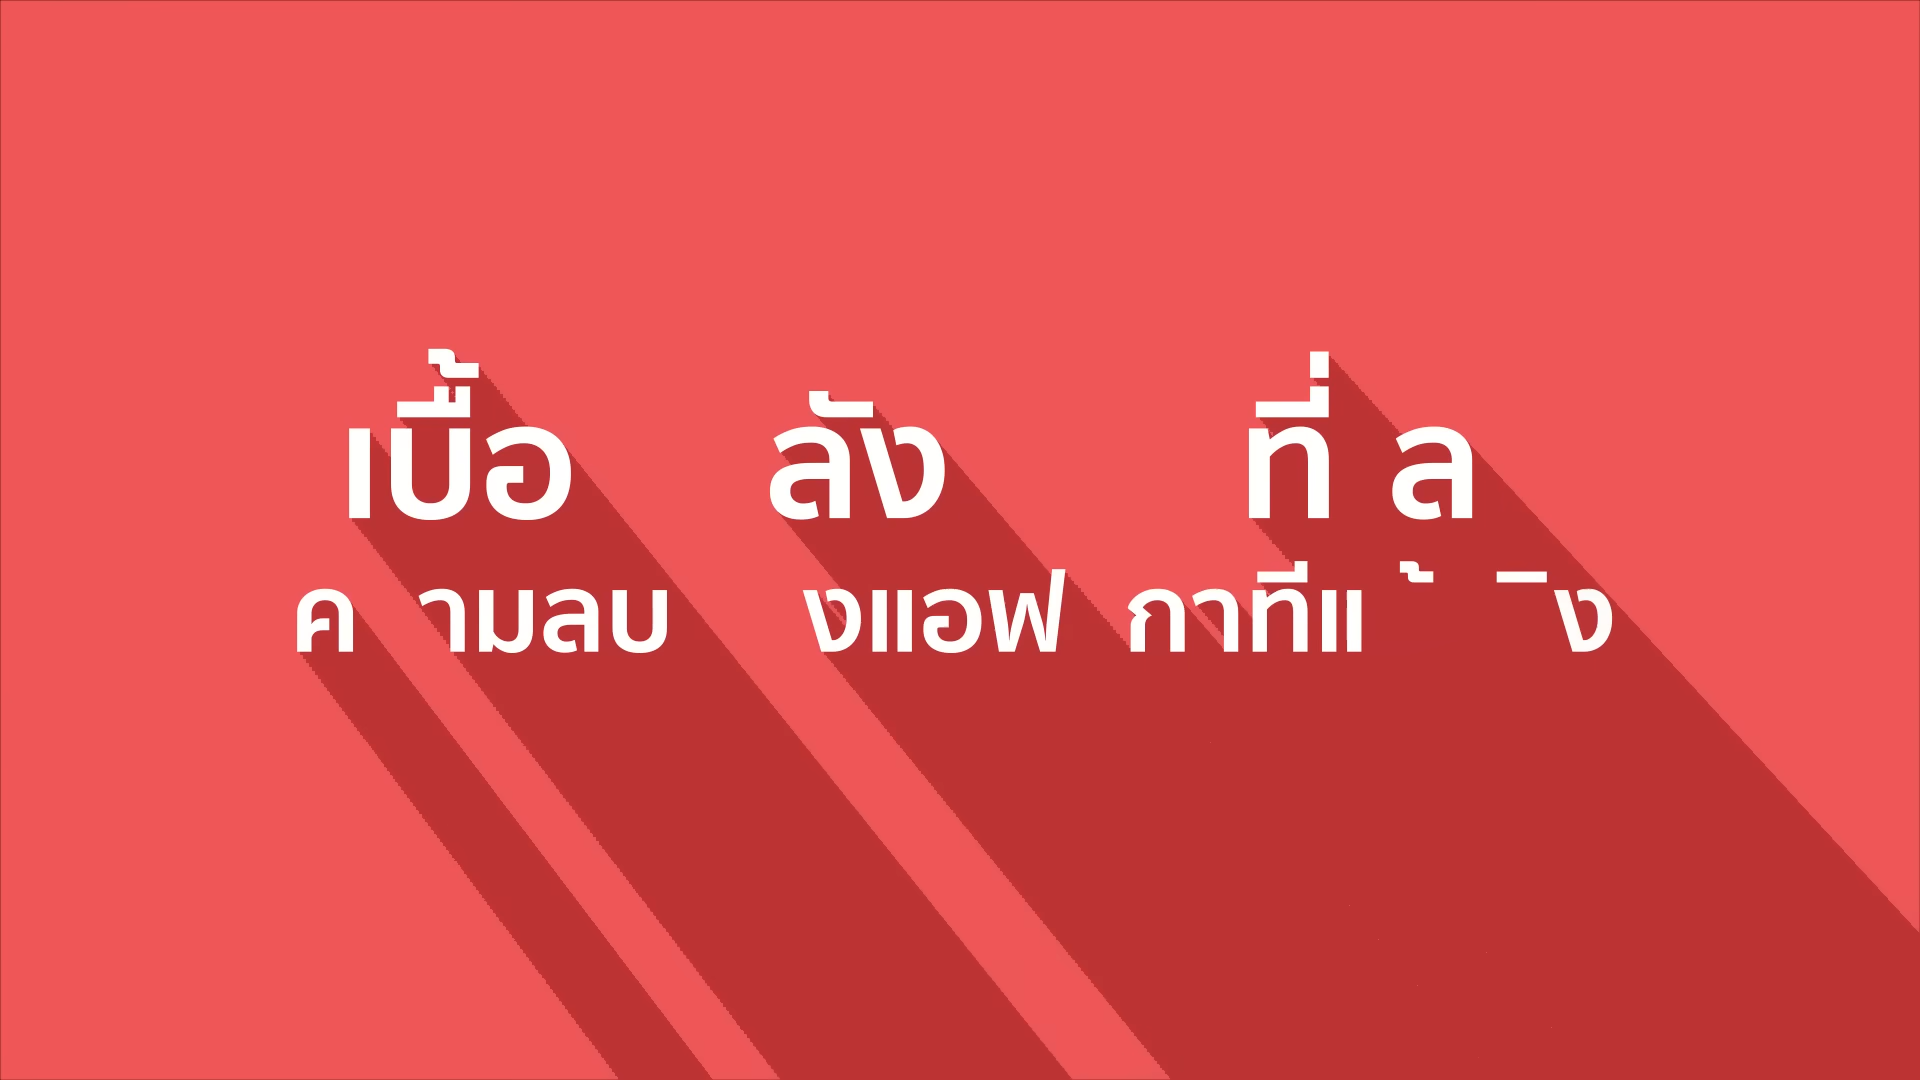 เบื้อ ลัง ที่ ล
ค ามลบ งแอฟ กาทีแ ้ ิง